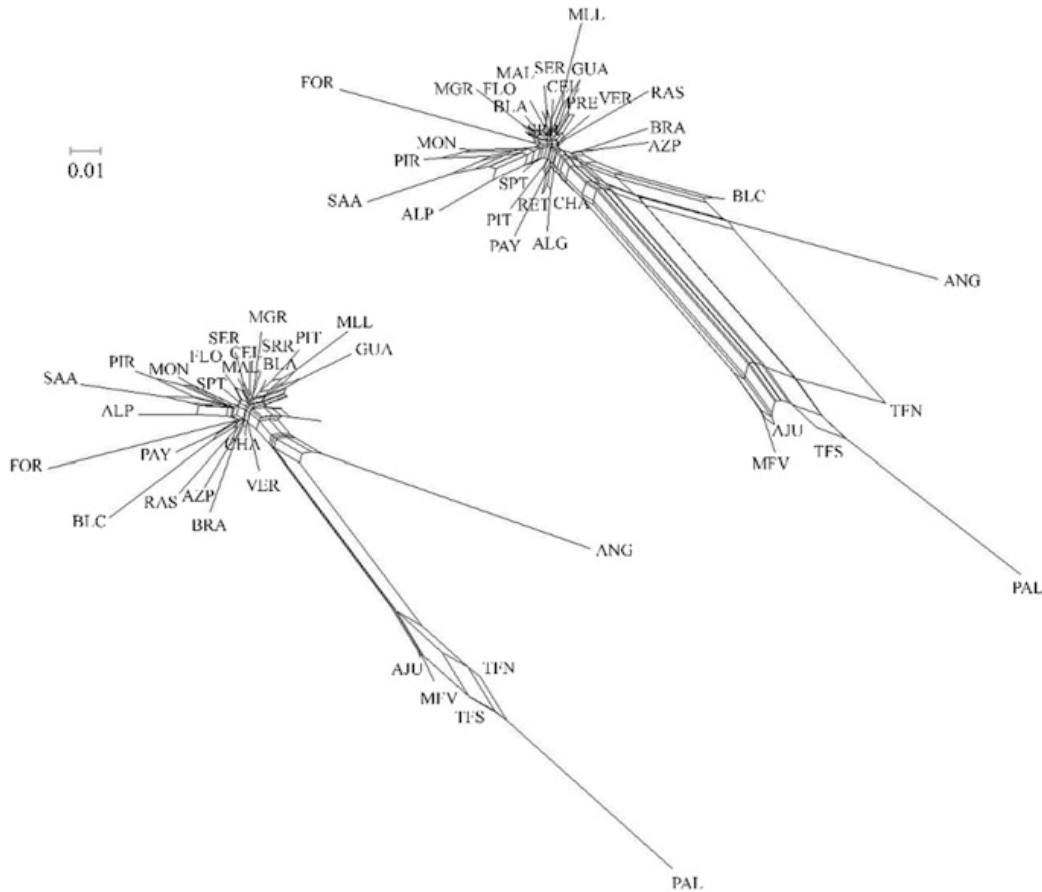 MLL
SER GUA
MAL
FOR
FLO CEL
MGR
RAS
BLA PRE VER
SRR
BRA
MON
AZP
PIR
SPT
SAA
RET CHA
BLC
ALP
PIT
PAY ALG
ANG
0.01
MGR
MLL
SER SRR PIT
FLO CEL
GUA
PIR MON MAL BLA
SAA
SPT
ALP
TFN
AJU
CHA
PAY
TFS
MFV
FOR
VER
RAS AZP
BLC
BRA
ANG
PAL
AJU TFN
MFV
TFS
PAL